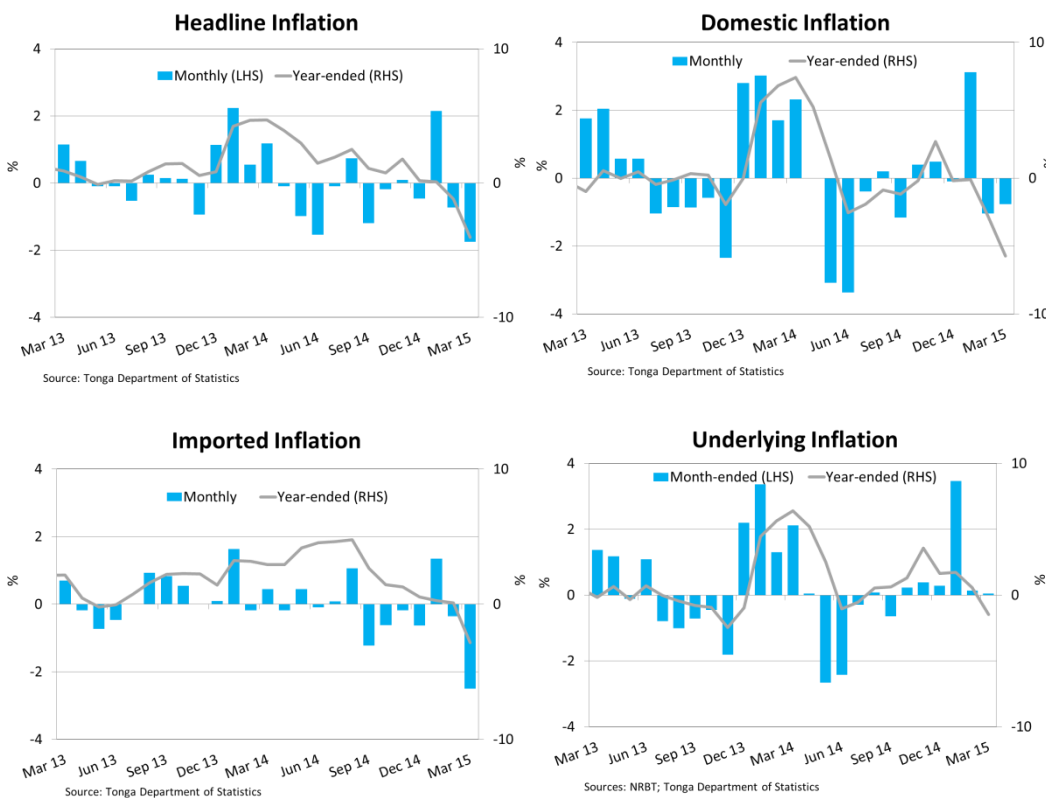 Headline Inflation
4
10
Monthly (LHS)
Year-ended (RHS)
2
%
0
0
-2
-4
-10
Mar 13
Jun 13
Sep 13
Dec 13
Mar 14
Jun 14
Sep 14
Dec 14
Mar 15
Source: Tonga Department of Statistics
Domestic Inflation
4
10
Monthly
Year-ended (RHS)
2
%
%
0
0
-2
-4
-10
Mar 13
Jun 13
Sep 13
Dec 13
Mar 14
Jun 14
Sep 14
Dec 14
Mar 15
Source: Tonga Department of Statistics
Imported Inflation
4
10
Monthly
Year-ended (RHS)
2
%
0
0
-2
-4
-10
Mar 13
Jun 13
Sep 13
Dec 13
Mar 14
Jun 14
Sep 14
Dec 14
Mar 15
Source: Tonga Department of Statistics
Underlying Inflation
4
10
Month-ended (LHS)
Year-ended (RHS)
2
%
%
0
0
-2
-4
-10
Mar 13
Jun 13
Sep 13
Dec 13
Mar 14
Jun 14
Sep 14
Dec 14
Mar 15
Sources: NRBT; Tonga Department of Statistics